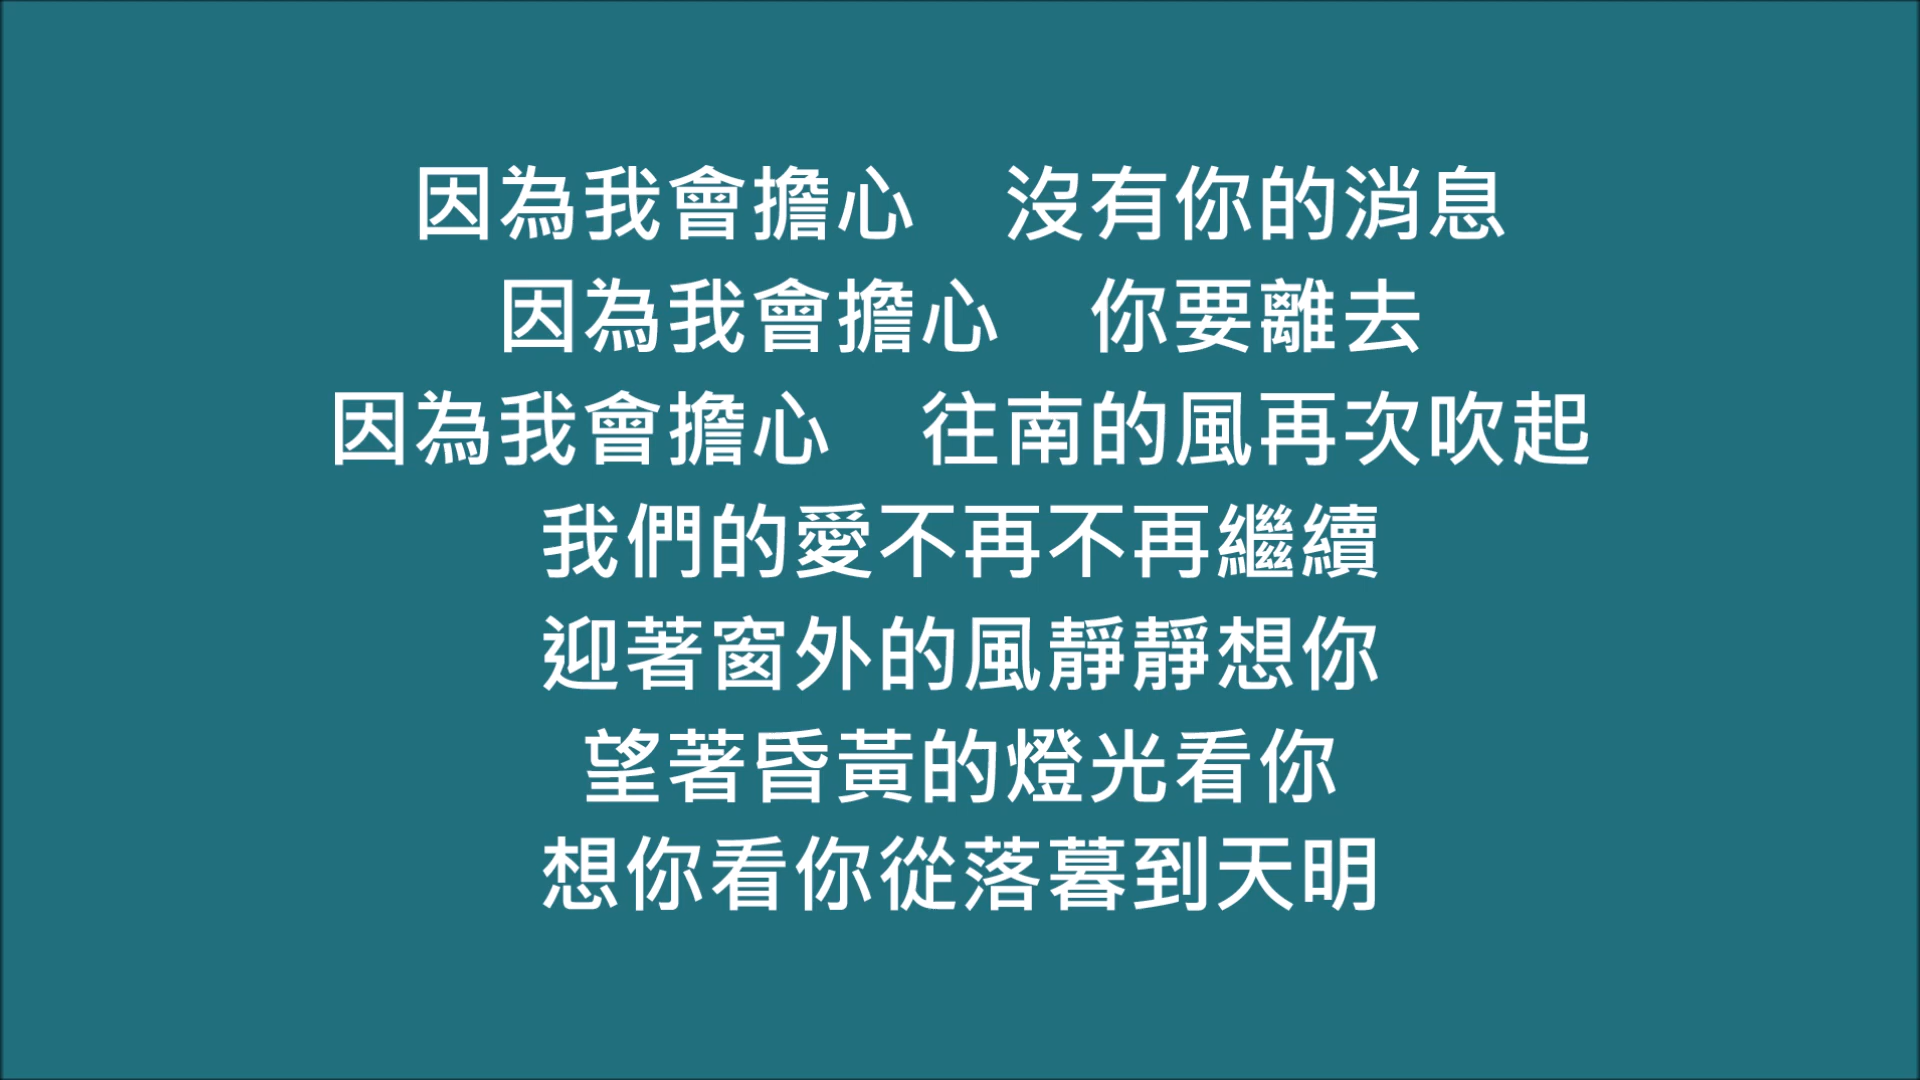 因為我會擔心　沒有你的消息
因為我會擔心　你要離去
因為我會擔心　往南的風再次吹起
我們的愛不再不再繼續
迎著窗外的風靜靜想你
望著昏黃的燈光看你
想你看你從落暮到天明